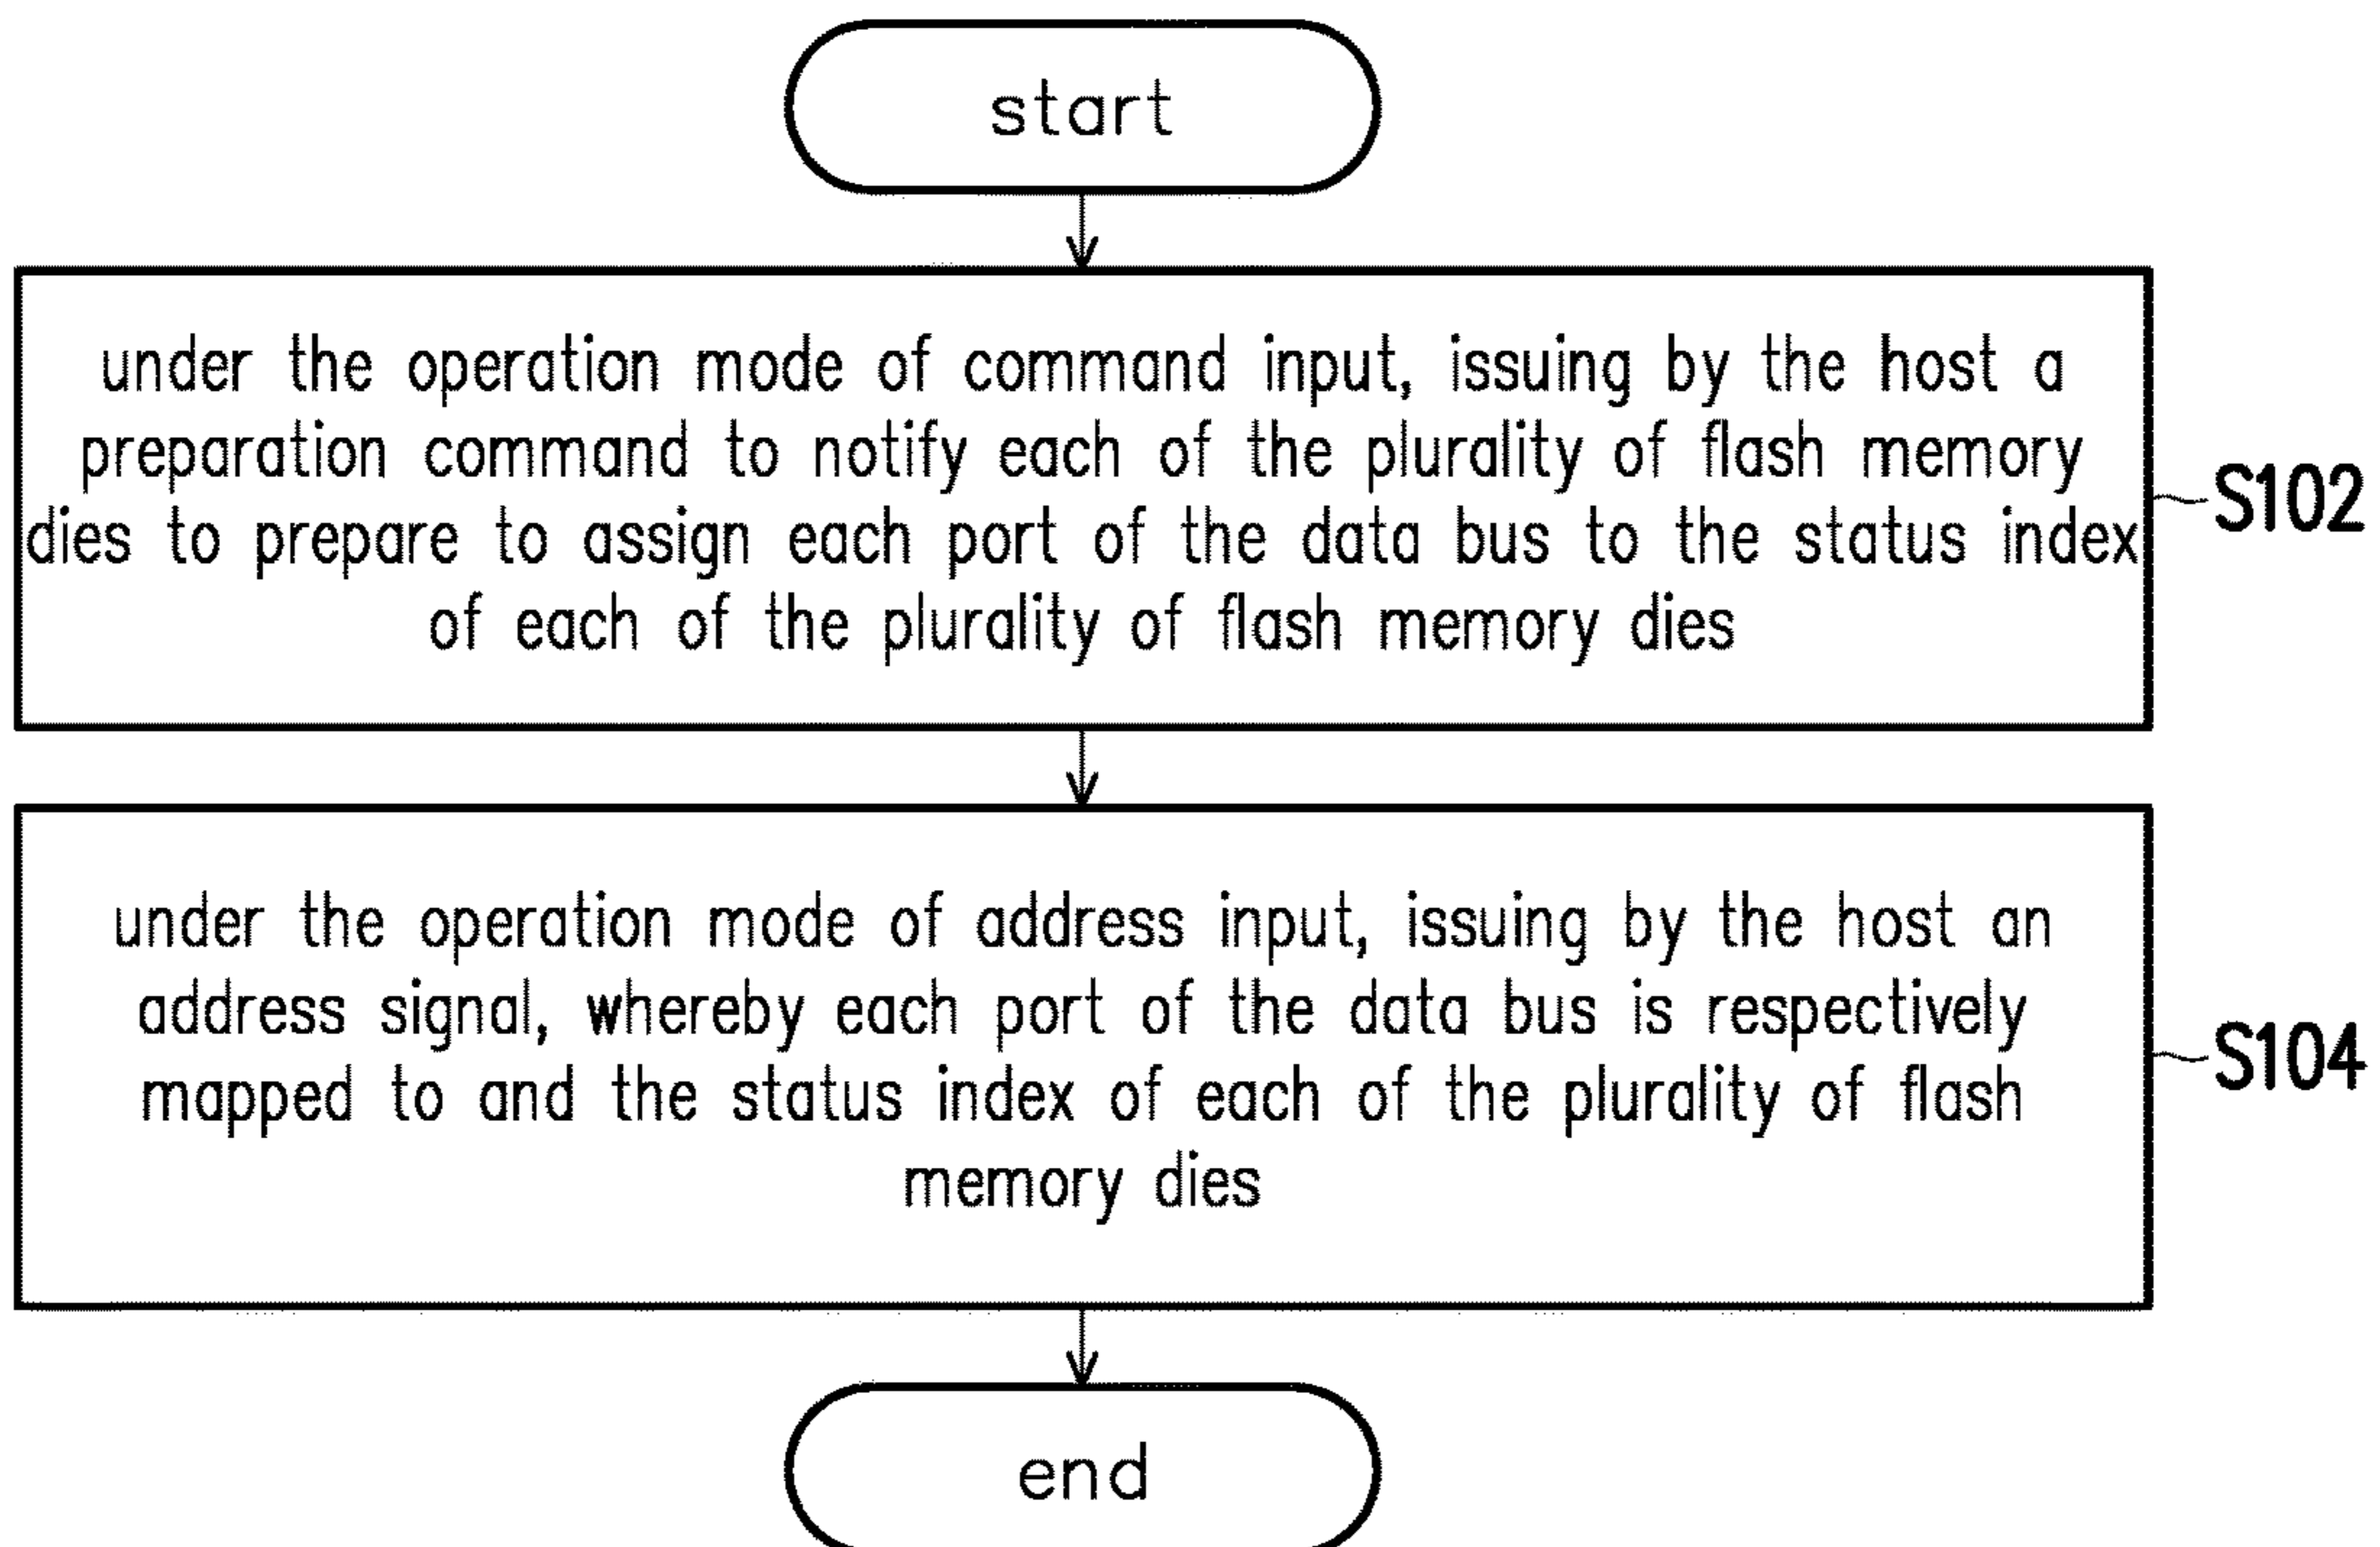 start
under the operation mode of command input, issuing by the host a
preparation command to notify each of the plurality of flash memory
dies to prepare to assign each port of the data bus to the status index
of each of the plurality of flash memory dies
S102
under the operation mode of address input, issuing by the host an
address signal, whereby each port of the data bus is respectively
mapped to and the status index of each of the plurality of flash
memory dies
S104
end